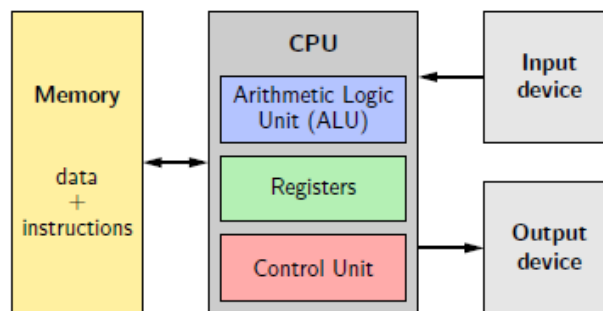 Memory
data
+
instructions
CPU
Arithmetic Logic
Unit (ALU)
Registers
Control Unit
Input
device
Output
device